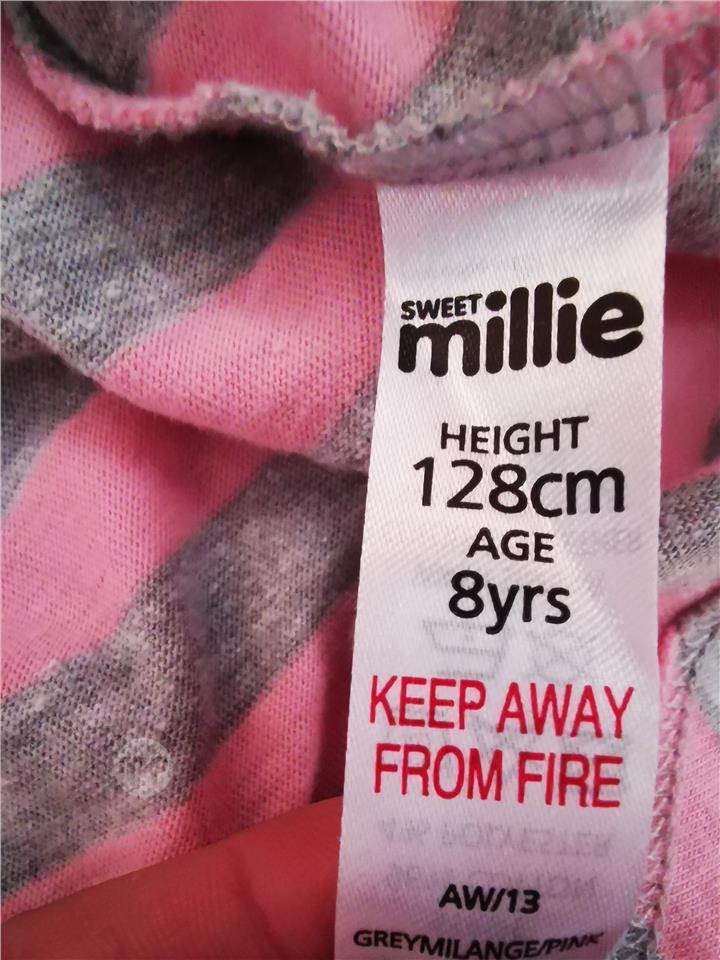 SWEET
millie
HEIGHT
128cm
AGE
8yrs
KEEP AWAY
FROM FIRE
AW/13
GREYMILANGE/PINK